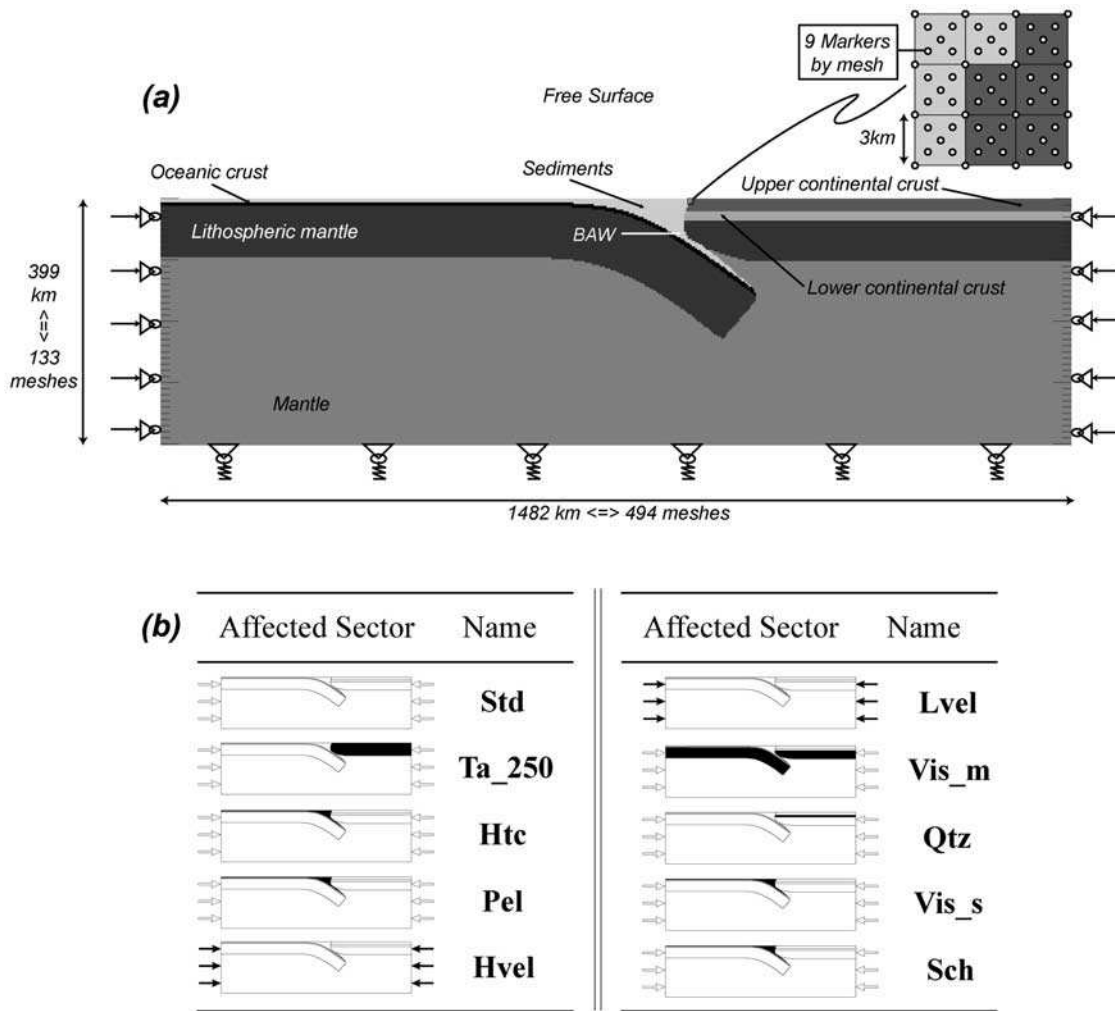 (a)
Free Surface
9 Markers
by mesh
3km
Oceanic crust
Sediments
Upper continental crust
Lithospheric mantle
BAW
Lower continental crust
399
km
<=>
133
meshes
Mantle
1482 km <=> 494 meshes
(b)
Affected Sector Name
Std
Ta_250
Htc
Pel
Hvel
Affected Sector Name
Lvel
Vis_m
Qtz
Vis_s
Sch